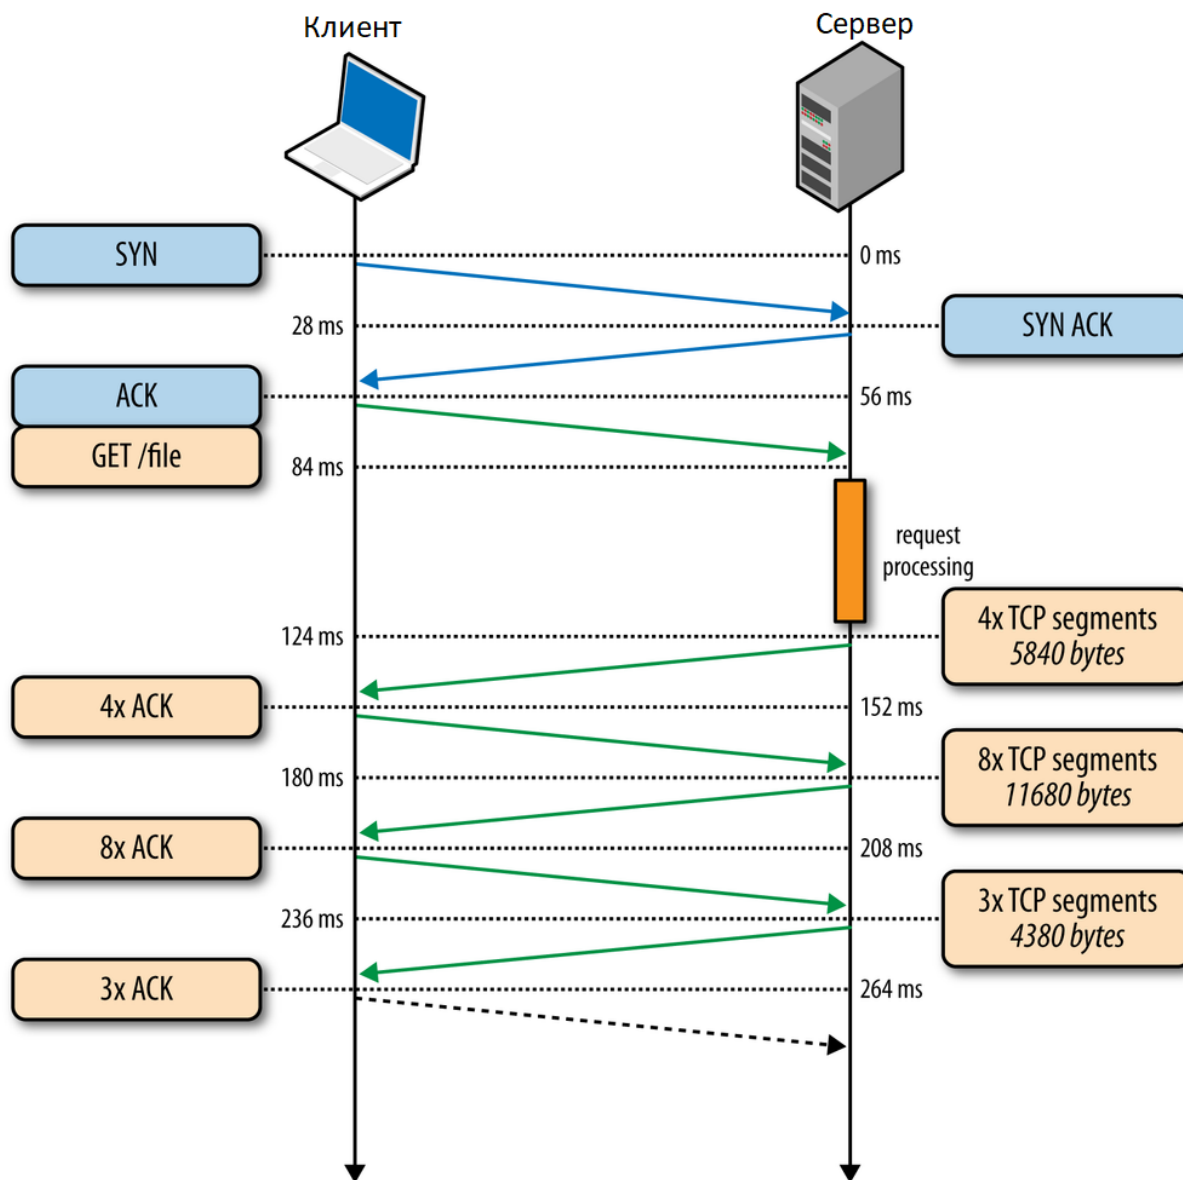 Клиент
Сервер
SYN
0 ms
28 ms
SYN ACK
ACK
56 ms
GET /file
84 ms
request
processing
124 ms
4x TCP segments
5840 bytes
4x ACK
152 ms
180 ms
8x TCP segments
11680 bytes
8x ACK
208 ms
236 ms
3x TCP segments
4380 bytes
3x ACK
264 ms